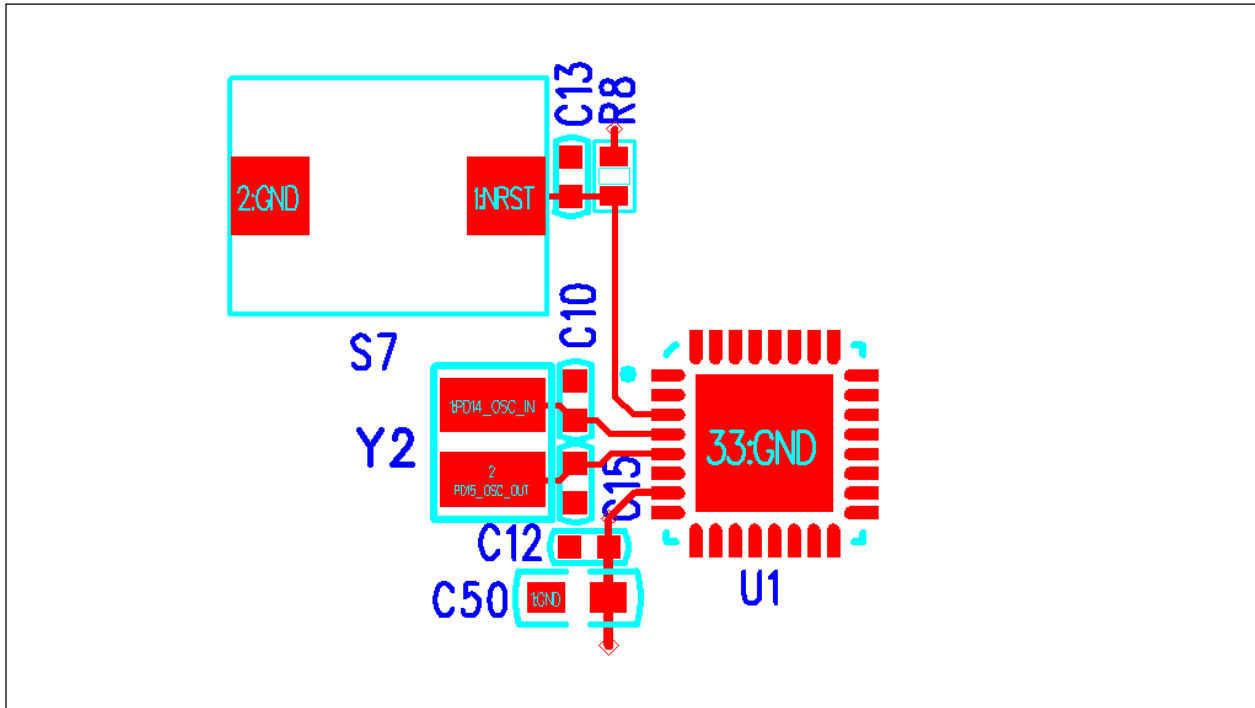 C13
R8
2:GND
1:NRST
C10
S7
1:PD14_OSC_IN
Y2
33:GND
2
PD15_OSC_OUT
C15
C12
C50
1:GND
U1